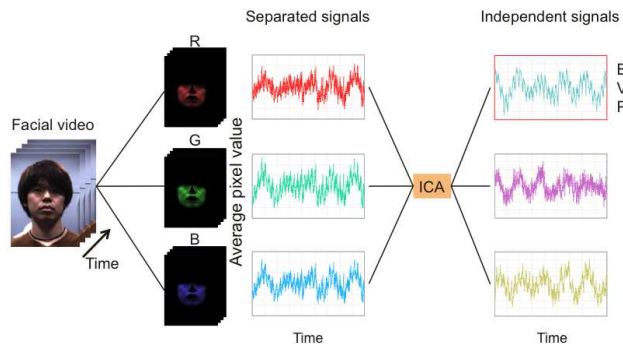 Separated signals
Independent signals
R
Facial video
G
Average pixel value
ICA
B
Time
Time
Time